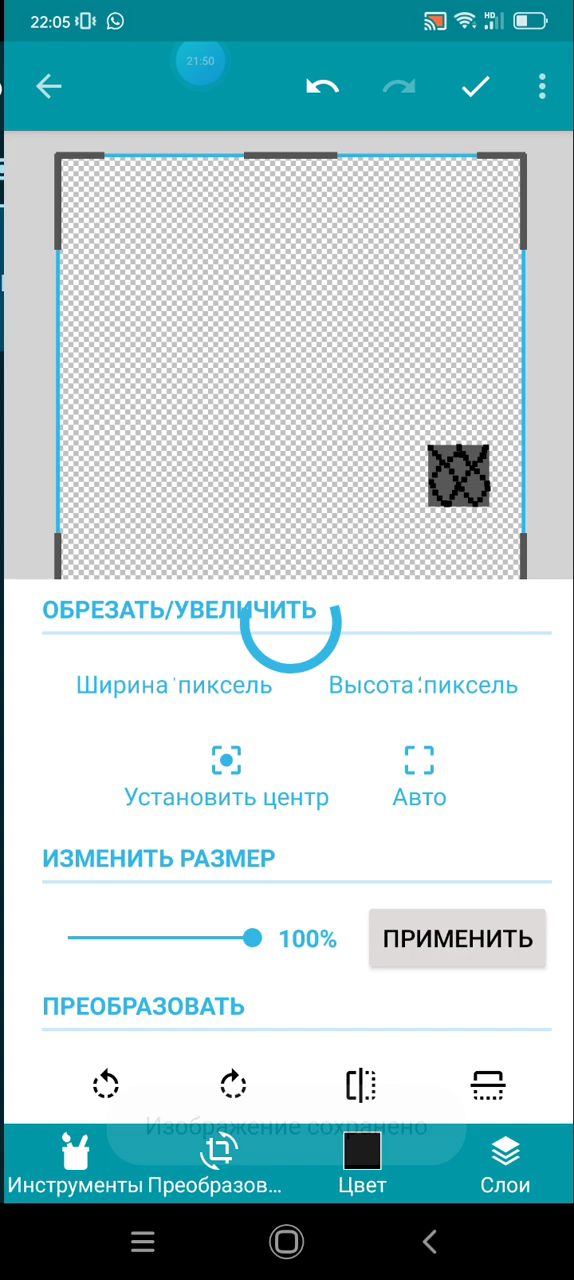 22:05
HD
21:50
ОБРЕЗАТЬ/УВЕЛИЧИТЬ
Ширина пиксель
Высота пиксель
Установить центр
Авто
ИЗМЕНИТЬ РАЗМЕР
100%
ПРИМЕНИТЬ
ПРЕОБРАЗОВАТЬ
Изображение сохранено
Инструменты
Преобразов...
Цвет
Слои